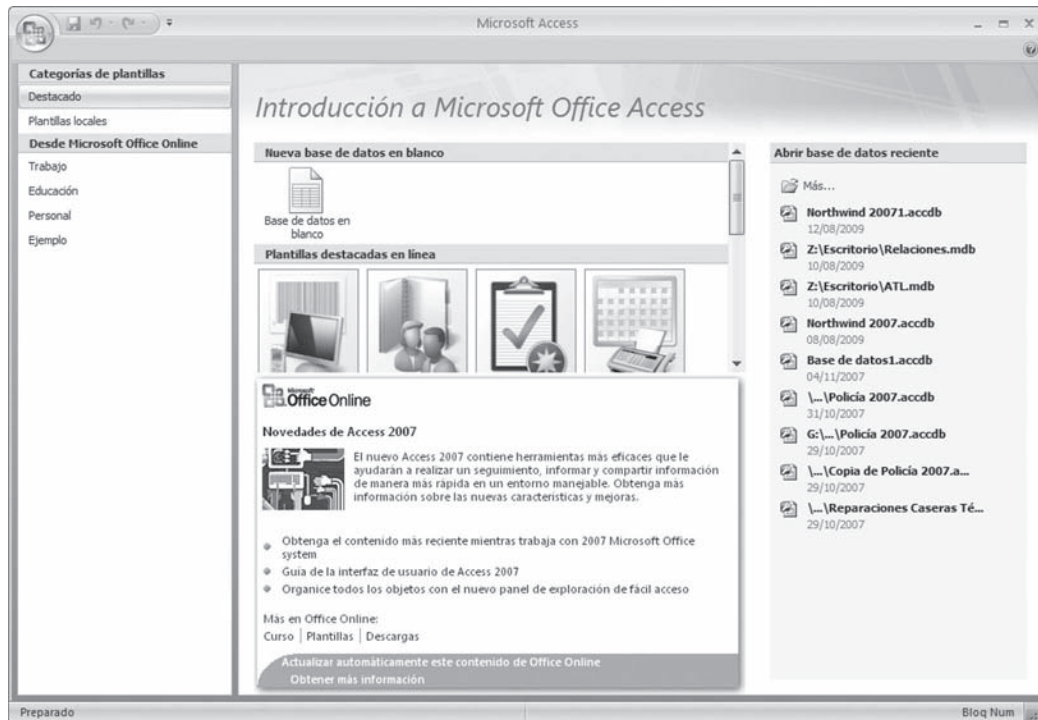 Microsoft Access
Categorías de plantillas
Destacado
Plantillas locales
Desde Microsoft Office Online
Trabajo
Educación
Personal
Ejemplo
Introducción a Microsoft Office Access
Nueva base de datos en blanco
Base de datos en
blanco
Plantillas destacadas en línea
Microsoft
Office Online
Novedades de Access 2007
El nuevo Access 2007 contiene herramientas más eficaces que le
ayudarán a realizar un seguimiento, informar y compartir información
de manera más rápida en un entorno manejable. Obtenga más
información sobre las nuevas características y mejoras.
Obtenga el contenido más reciente mientras trabaja con 2007 Microsoft Office
system
Guía de la interfaz de usuario de Access 2007
Organice todos los objetos con el nuevo panel de exploración de fácil acceso
Más en Office Online:
Curso | Plantillas | Descargas
Actualizar automáticamente este contenido de Office Online
Obtener más información
Abrir base de datos reciente
Más...
Northwind 20071.accdb
12/08/2009
Z:\Escritorio\Relaciones.mdb
10/08/2009
Z:\Escritorio\ATL.mdb
10/08/2009
Northwind 2007.accdb
08/08/2009
Base de datos1.accdb
04/11/2007
\...\Policía 2007.accdb
31/10/2007
G:\...\Policía 2007.accdb
29/10/2007
\...\Copia de Policía 2007.a...
29/10/2007
\...\Reparaciones Caseras Té...
29/10/2007
Preparado
Bloq Num